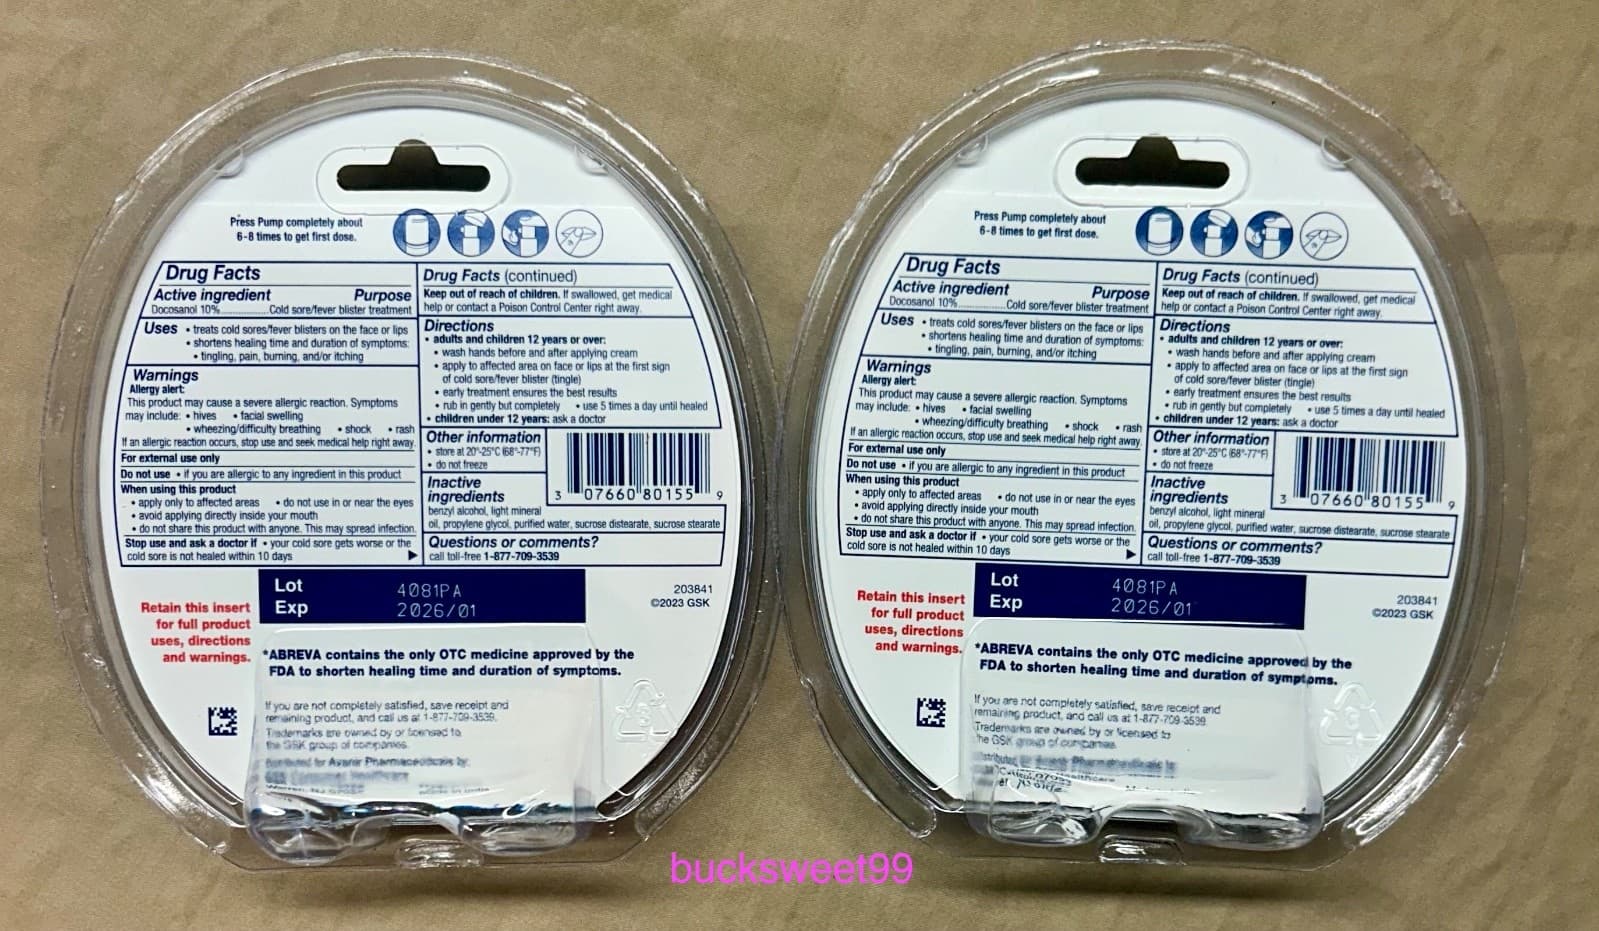 Press Pump completely about
6-8 times to get first dose.
Drug Facts
Active ingredient Purpose
Docosanol 10%..................Cold sore/fever blister treatment
Uses • treats cold sores/fever blisters on the face or lips
• shortens healing time and duration of symptoms:
• tingling, pain, burning, and/or itching
Warnings
Allergy alert:
This product may cause a severe allergic reaction. Symptoms
may include: • hives • facial swelling
• wheezing/difficulty breathing • shock • rash
If an allergic reaction occurs, stop use and seek medical help right away.
For external use only
Do not use • if you are allergic to any ingredient in this product
When using this product
• apply only to affected areas • do not use in or near the eyes
• avoid applying directly inside your mouth
• do not share this product with anyone. This may spread infection.
Stop use and ask a doctor if • your cold sore gets worse or the
cold sore is not healed within 10 days
Drug Facts (continued)
Keep out of reach of children. If swallowed, get medical
help or contact a Poison Control Center right away.
Directions
• adults and children 12 years or over:
• wash hands before and after applying cream
• apply to affected area on face or lips at the first sign
of cold sore/fever blister (tingle)
• early treatment ensures the best results
• rub in gently but completely • use 5 times a day until healed
• children under 12 years: ask a doctor
Other information
• store at 20°-25°C (68°-77°F)
• do not freeze
3 07660 80155 9
Inactive
ingredients
benzyl alcohol, light mineral
oil, propylene glycol, purified water, sucrose distearate, sucrose stearate
Questions or comments?
call toll-free 1-877-709-3539
Lot 4081PA
Exp 2026/01
203841
©2023 GSK
Retain this insert
for full product
uses, directions
and warnings.
*ABREVA contains the only OTC medicine approved by the
FDA to shorten healing time and duration of symptoms.
If you are not completely satisfied, save receipt and
remaining product, and call us at 1-877-709-3539.
Trademarks are owned by or licensed to
the GSK group of companies.
Avanir Pharmaceuticals by:
Press Pump completely about
6-8 times to get first dose.
Drug Facts
Active ingredient Purpose
Docosanol 10%..................Cold sore/fever blister treatment
Uses • treats cold sores/fever blisters on the face or lips
• shortens healing time and duration of symptoms:
• tingling, pain, burning, and/or itching
Warnings
Allergy alert:
This product may cause a severe allergic reaction. Symptoms
may include: • hives • facial swelling
• wheezing/difficulty breathing • shock • rash
If an allergic reaction occurs, stop use and seek medical help right away.
For external use only
Do not use • if you are allergic to any ingredient in this product
When using this product
• apply only to affected areas • do not use in or near the eyes
• avoid applying directly inside your mouth
• do not share this product with anyone. This may spread infection.
Stop use and ask a doctor if • your cold sore gets worse or the
cold sore is not healed within 10 days
Drug Facts (continued)
Keep out of reach of children. If swallowed, get medical
help or contact a Poison Control Center right away.
Directions
• adults and children 12 years or over:
• wash hands before and after applying cream
• apply to affected area on face or lips at the first sign
of cold sore/fever blister (tingle)
• early treatment ensures the best results
• rub in gently but completely • use 5 times a day until healed
• children under 12 years: ask a doctor
Other information
• store at 20°-25°C (68°-77°F)
• do not freeze
3 07660 80155 9
Inactive
ingredients
benzyl alcohol, light mineral
oil, propylene glycol, purified water, sucrose distearate, sucrose stearate
Questions or comments?
call toll-free 1-877-709-3539
Lot 4081PA
Exp 2026/01
203841
©2023 GSK
Retain this insert
for full product
uses, directions
and warnings.
*ABREVA contains the only OTC medicine approved by the
FDA to shorten healing time and duration of symptoms.
If you are not completely satisfied, save receipt and
remaining product, and call us at 1-877-709-3539.
Trademarks are owned by or licensed to
the GSK group of companies.
bucksweet99